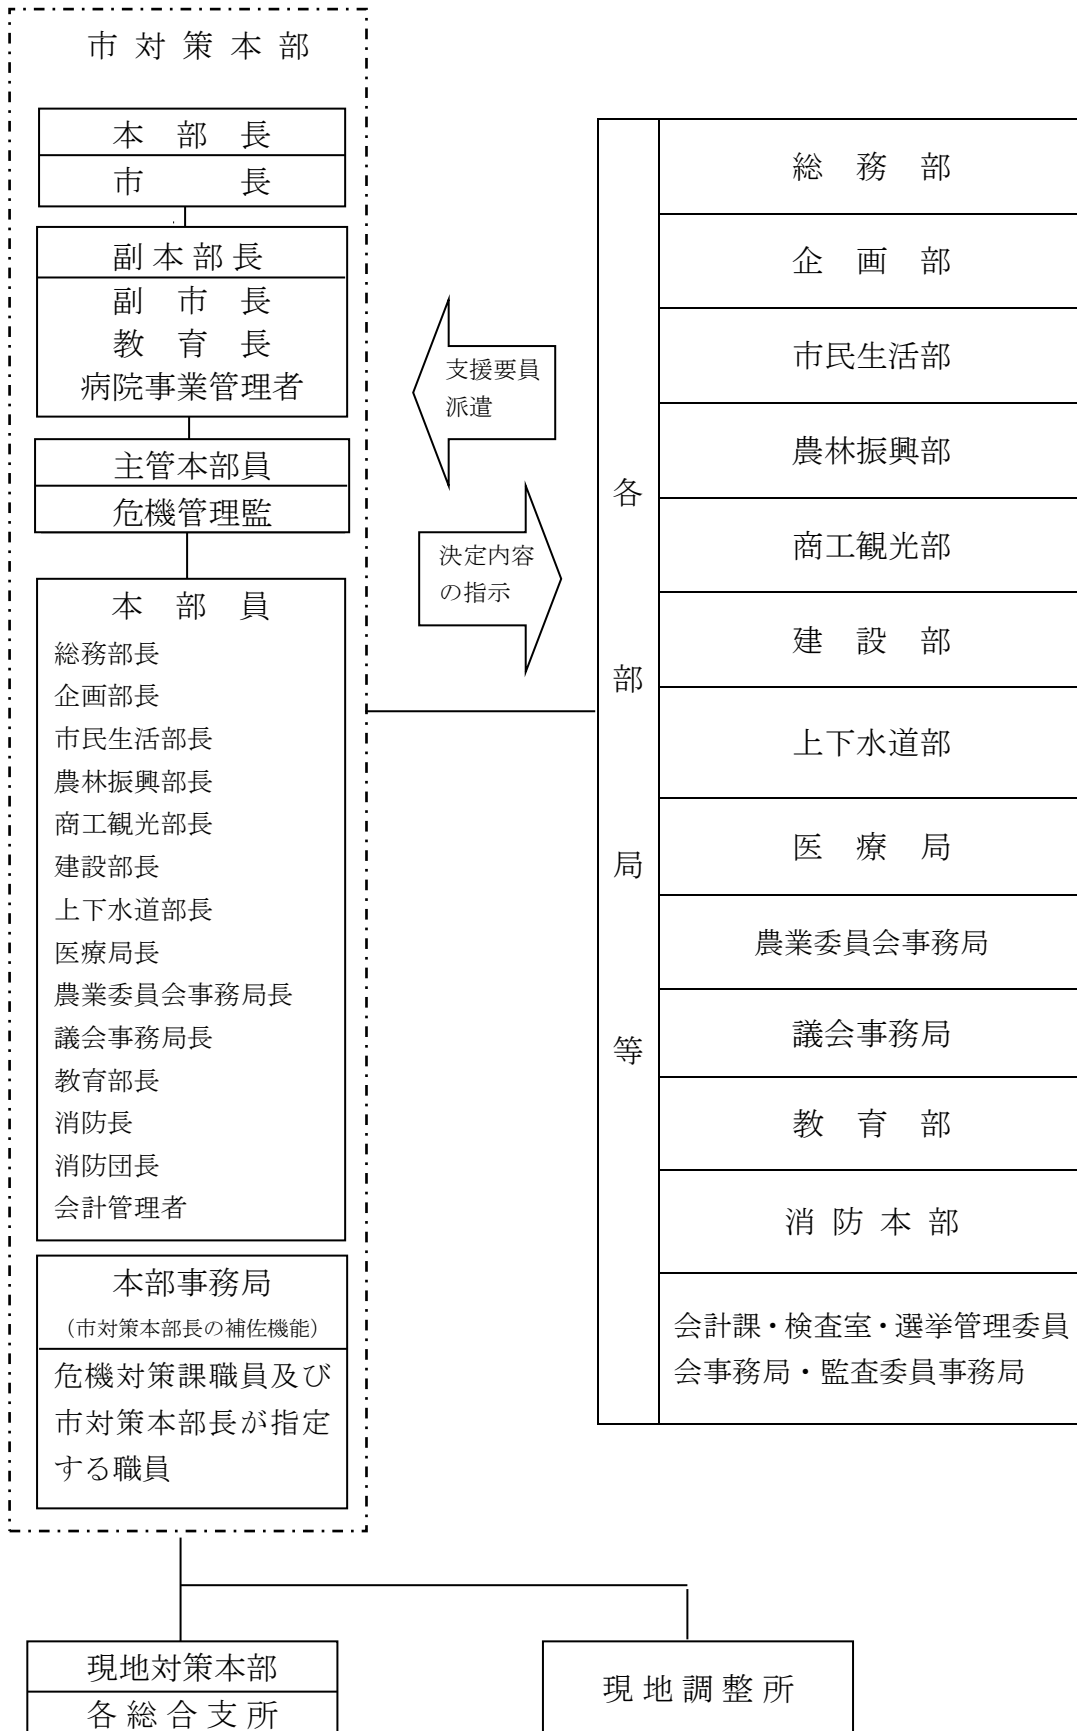 市対策本部
本部長
市長
副本部長
副市長
教育長
病院事業管理者
主管本部員
危機管理監
本部員
総務部長
企画部長
市民生活部長
農林振興部長
商工観光部長
建設部長
上下水道部長
医療局長
農業委員会事務局長
議会事務局長
教育部長
消防長
消防団長
会計管理者
本部事務局
（市対策本部長の補佐機能）
危機対策課職員及び
市対策本部長が指定
する職員
支援要員
派遣
決定内容
の指示
各部局等
総務部
企画部
市民生活部
農林振興部
商工観光部
建設部
上下水道部
医療局
農業委員会事務局
議会事務局
教育部
消防本部
会計課・検査室・選挙管理委員
会事務局・監査委員事務局
現地対策本部
各総合支所
現地調整所